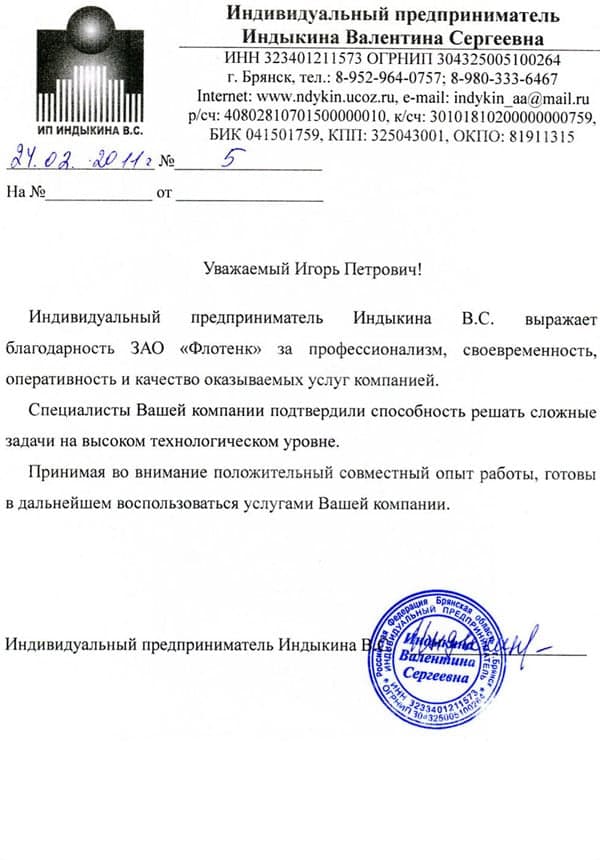 Индивидуальный предприниматель
Индыкина Валентина Сергеевна
ИНН 323401211573 ОГРНИП 304325005100264
г. Брянск, тел.: 8-952-964-0757; 8-980-333-6467
Internet: www.ndykin.ucoz.ru, e-mail: indykin_aa@mail.ru
р/сч: 40802810701500000010, к/сч: 30101810200000000759,
БИК 041501759, КПП: 325043001, ОКПО: 81911315
ИП ИНДЫКИНА В.С.
24.02.2011г №5
На №____________ от ________________
Уважаемый Игорь Петрович!
Индивидуальный предприниматель Индыкина В.С. выражает
благодарность ЗАО «Флотенк» за профессионализм, своевременность,
оперативность и качество оказываемых услуг компанией.
Специалисты Вашей компании подтвердили способность решать сложные
задачи на высоком технологическом уровне.
Принимая во внимание положительный совместный опыт работы, готовы
в дальнейшем воспользоваться услугами Вашей компании.
Индивидуальный предприниматель Индыкина В.С.
Российская Федерация Брянская область г. Брянск
ИНДИВИДУАЛЬНЫЙ ПРЕДПРИНИМАТЕЛЬ
Индыкина
Валентина
Сергеевна
ИНН 3233401211573
ОГРНИП 304325005100264